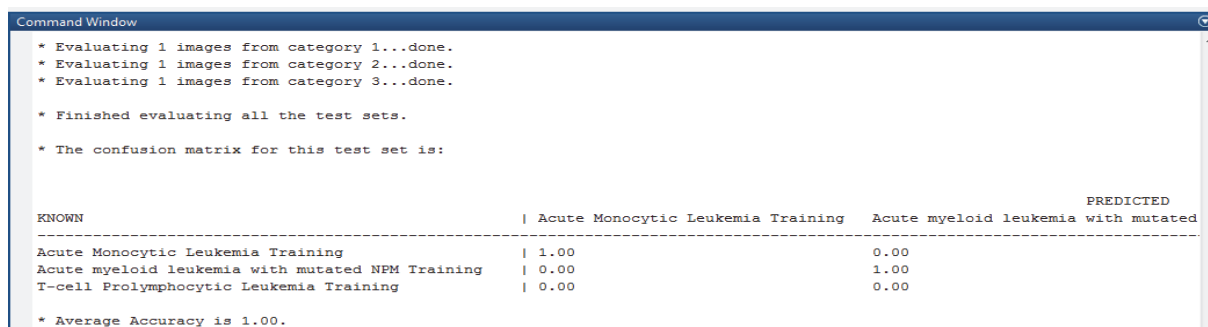 Command Window
* Evaluating 1 images from category 1...done.
* Evaluating 1 images from category 2...done.
* Evaluating 1 images from category 3...done.
* Finished evaluating all the test sets.
* The confusion matrix for this test set is:
PREDICTED
KNOWN | Acute Monocytic Leukemia Training Acute myeloid leukemia with mutated
--------------------------------------------------------------------------------
Acute Monocytic Leukemia Training | 1.00 0.00
Acute myeloid leukemia with mutated NPM Training | 0.00 1.00
T-cell Prolymphocytic Leukemia Training | 0.00 0.00
* Average Accuracy is 1.00.